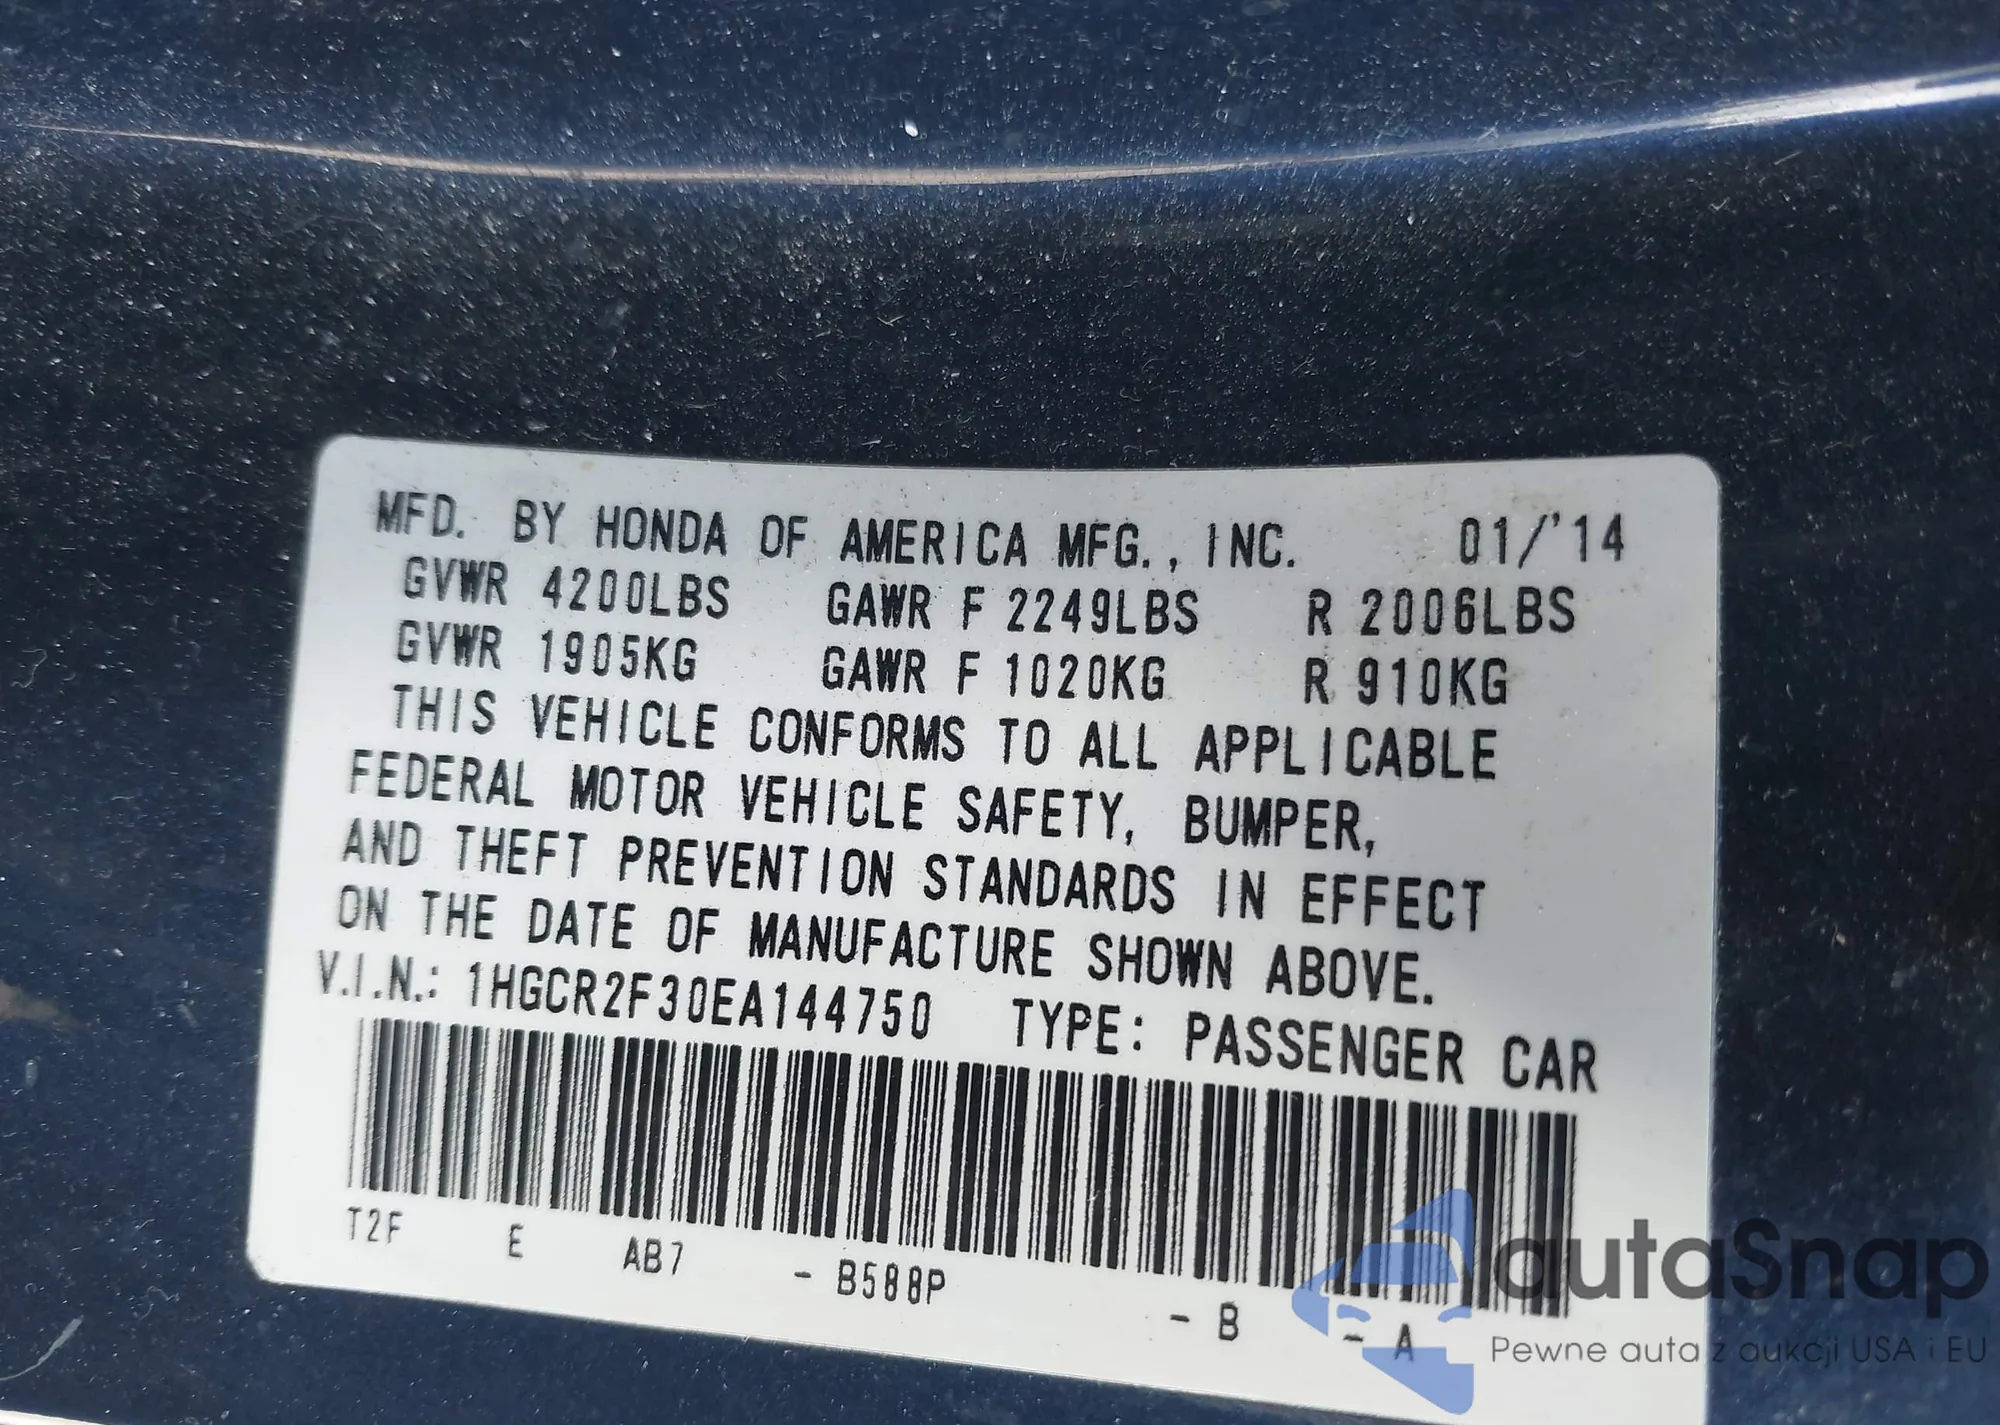 MFD. BY HONDA OF AMERICA MFG., INC. 01/'14
GVWR 4200LBS GAWR F 2249LBS R 2006LBS
GVWR 1905KG GAWR F 1020KG R 910KG
THIS VEHICLE CONFORMS TO ALL APPLICABLE
FEDERAL MOTOR VEHICLE SAFETY, BUMPER,
AND THEFT PREVENTION STANDARDS IN EFFECT
ON THE DATE OF MANUFACTURE SHOWN ABOVE.
V.I.N.: 1HGCR2F30EA144750 TYPE: PASSENGER CAR
T2F E AB7 - B588P - B - A
autaSnap
Pewne auta z aukcji USA i EU